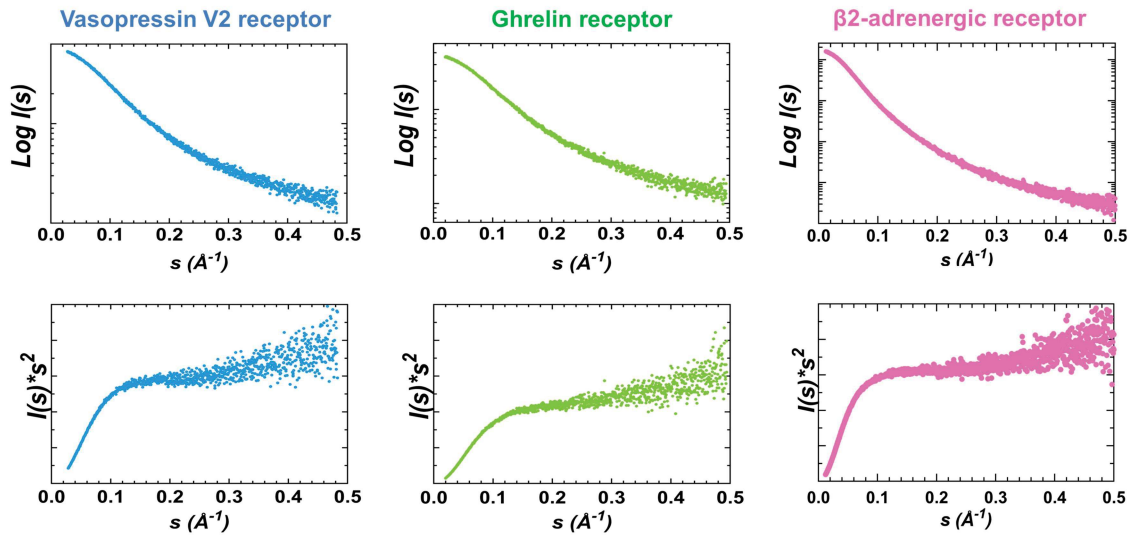 Vasopressin V2 receptor
Ghrelin receptor
β2-adrenergic receptor
Log I(s)
0.0 0.1 0.2 0.3 0.4 0.5
s (Å⁻¹)
Log I(s)
0.0 0.1 0.2 0.3 0.4 0.5
s (Å⁻¹)
Log I(s)
0.0 0.1 0.2 0.3 0.4 0.5
s (Å⁻¹)
I(s)*s²
0.0 0.1 0.2 0.3 0.4 0.5
s (Å⁻¹)
I(s)*s²
0.0 0.1 0.2 0.3 0.4 0.5
s (Å⁻¹)
I(s)*s²
0.0 0.1 0.2 0.3 0.4 0.5
s (Å⁻¹)